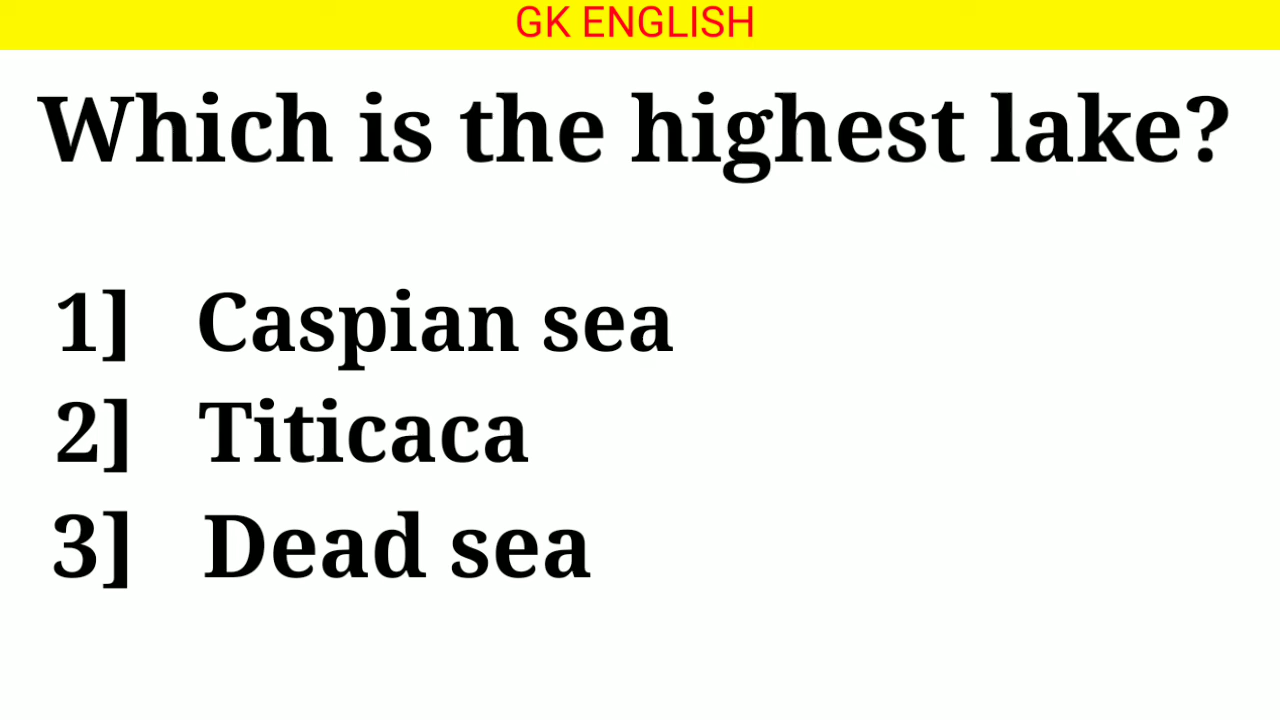 GK ENGLISH
Which is the highest lake?
1] Caspian sea
2] Titicaca
3] Dead sea